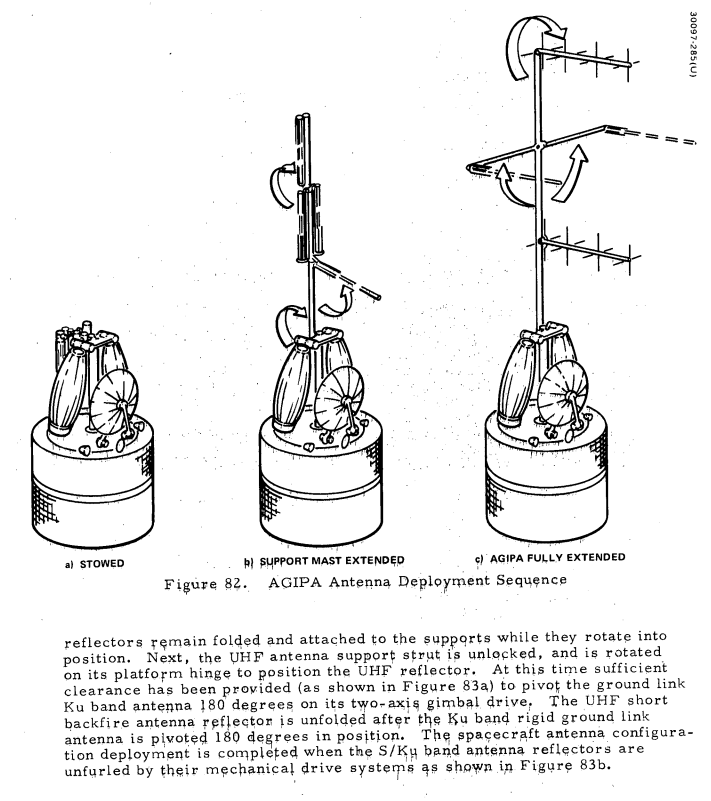 30097-285(U)
a) STOWED
b) SUPPORT MAST EXTENDED
c) AGIPA FULLY EXTENDED
Figure 82. AGIPA Antenna Deployment Sequence
reflectors remain folded and attached to the supports while they rotate into
position. Next, the UHF antenna support strut is unlocked, and is rotated
on its platform hinge to position the UHF reflector. At this time sufficient
clearance has been provided (as shown in Figure 83a) to pivot the ground link
Ku band antenna 180 degrees on its two-axis gimbal drive. The UHF short
backfire antenna reflector is unfolded after the Ku band rigid ground link
antenna is pivoted 180 degrees in position. The spacecraft antenna configura-
tion deployment is completed when the S/Ku band antenna reflectors are
unfurled by their mechanical drive systems as shown in Figure 83b.